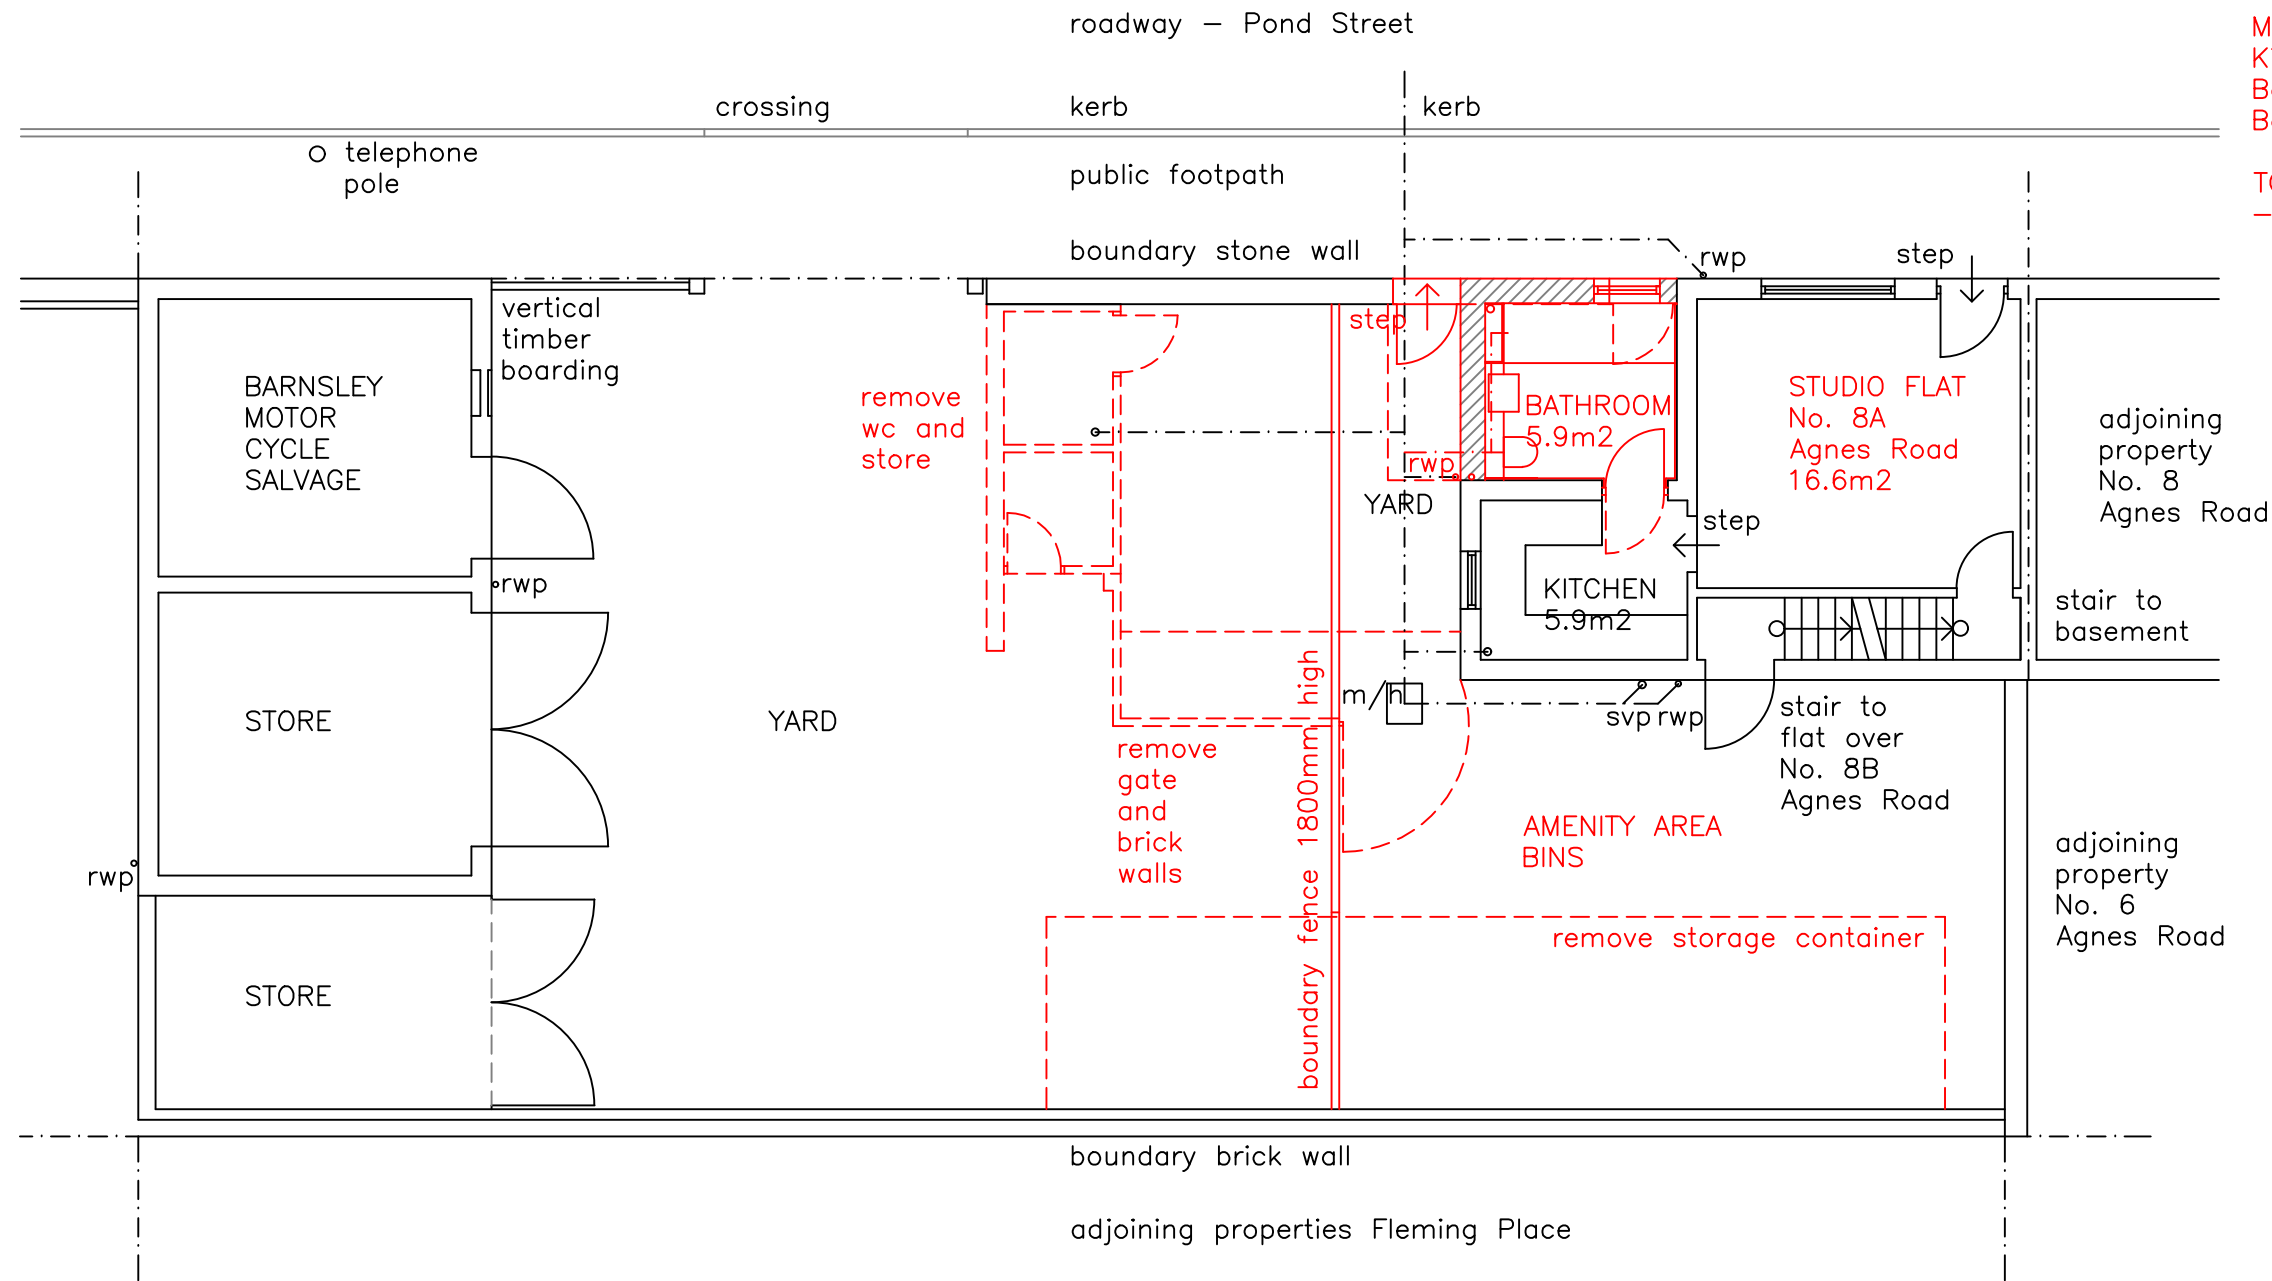 roadway – Pond Street
crossing
kerb
kerb
telephone
pole
public footpath
boundary stone wall
rwp
step
vertical
timber
boarding
step
BARNSLEY
MOTOR
CYCLE
SALVAGE
remove
wc and
store
BATHROOM
5.9m2
STUDIO FLAT
No. 8A
Agnes Road
16.6m2
adjoining
property
No. 8
Agnes Road
rwp
YARD
step
rwp
KITCHEN
5.9m2
stair to
basement
STORE
YARD
m/h
svp
rwp
stair to
flat over
No. 8B
Agnes Road
remove
gate
and
brick
walls
boundary fence 1800mm high
AMENITY AREA
BINS
rwp
adjoining
property
No. 6
Agnes Road
remove storage container
STORE
boundary brick wall
adjoining properties Fleming Place